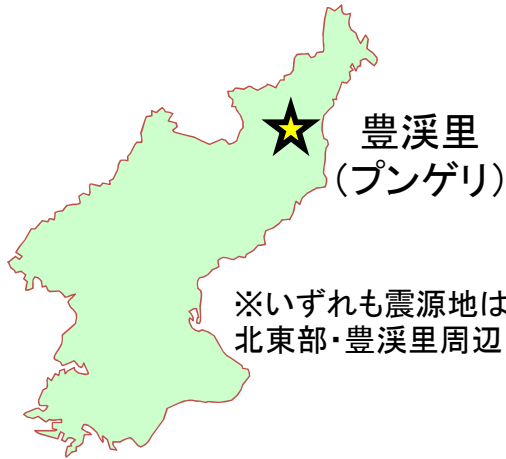 豊渓里
(プンゲリ)
※いずれも震源地は
北東部・豊渓里周辺